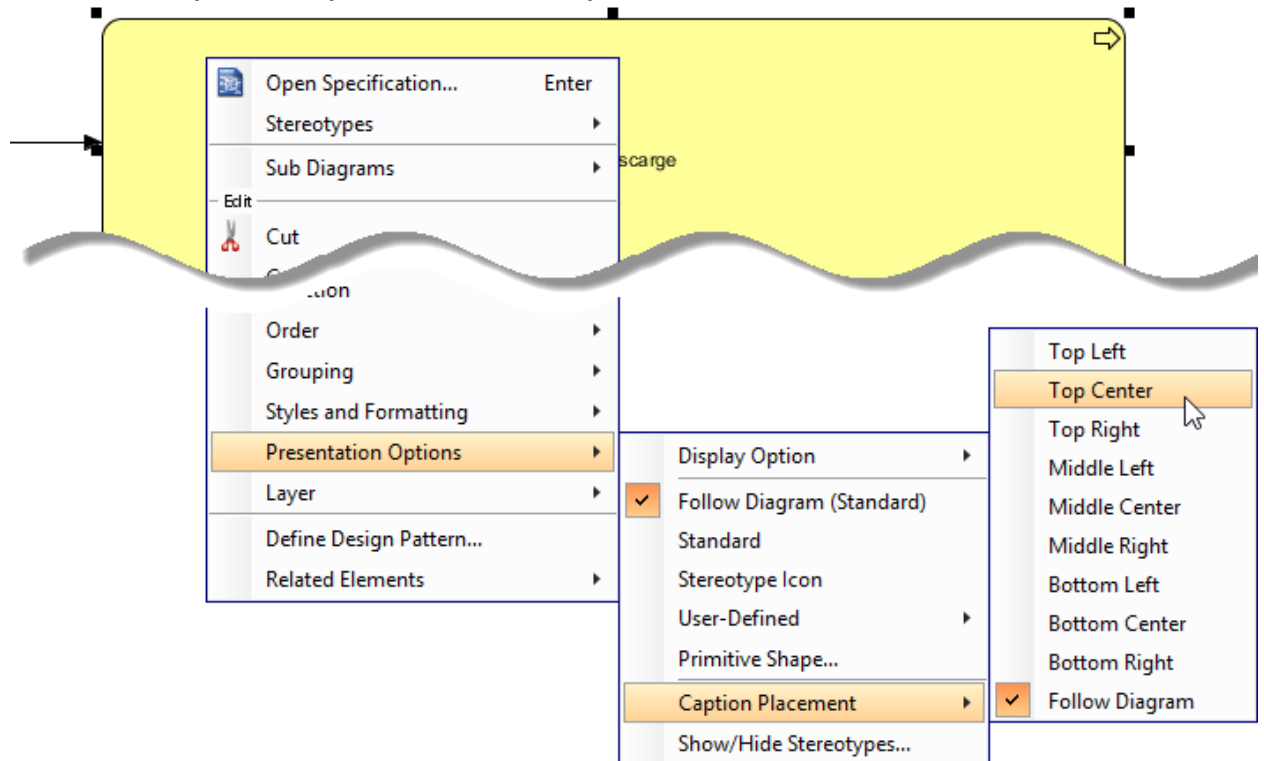 Open Specification... Enter
Stereotypes
scarge
Sub Diagrams
Edit
Cut
Order
Grouping
Styles and Formatting
Presentation Options
Layer
Define Design Pattern...
Related Elements
Display Option
Follow Diagram (Standard)
Standard
Stereotype Icon
User-Defined
Primitive Shape...
Caption Placement
Show/Hide Stereotypes...
Top Left
Top Center
Top Right
Middle Left
Middle Center
Middle Right
Bottom Left
Bottom Center
Bottom Right
Follow Diagram